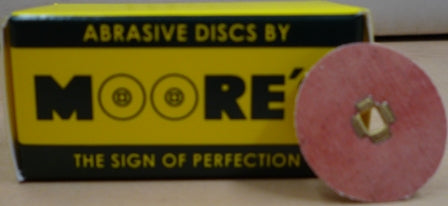 ABRASIVE DISCS BY
MOORE'
THE SIGN OF PERFECTION